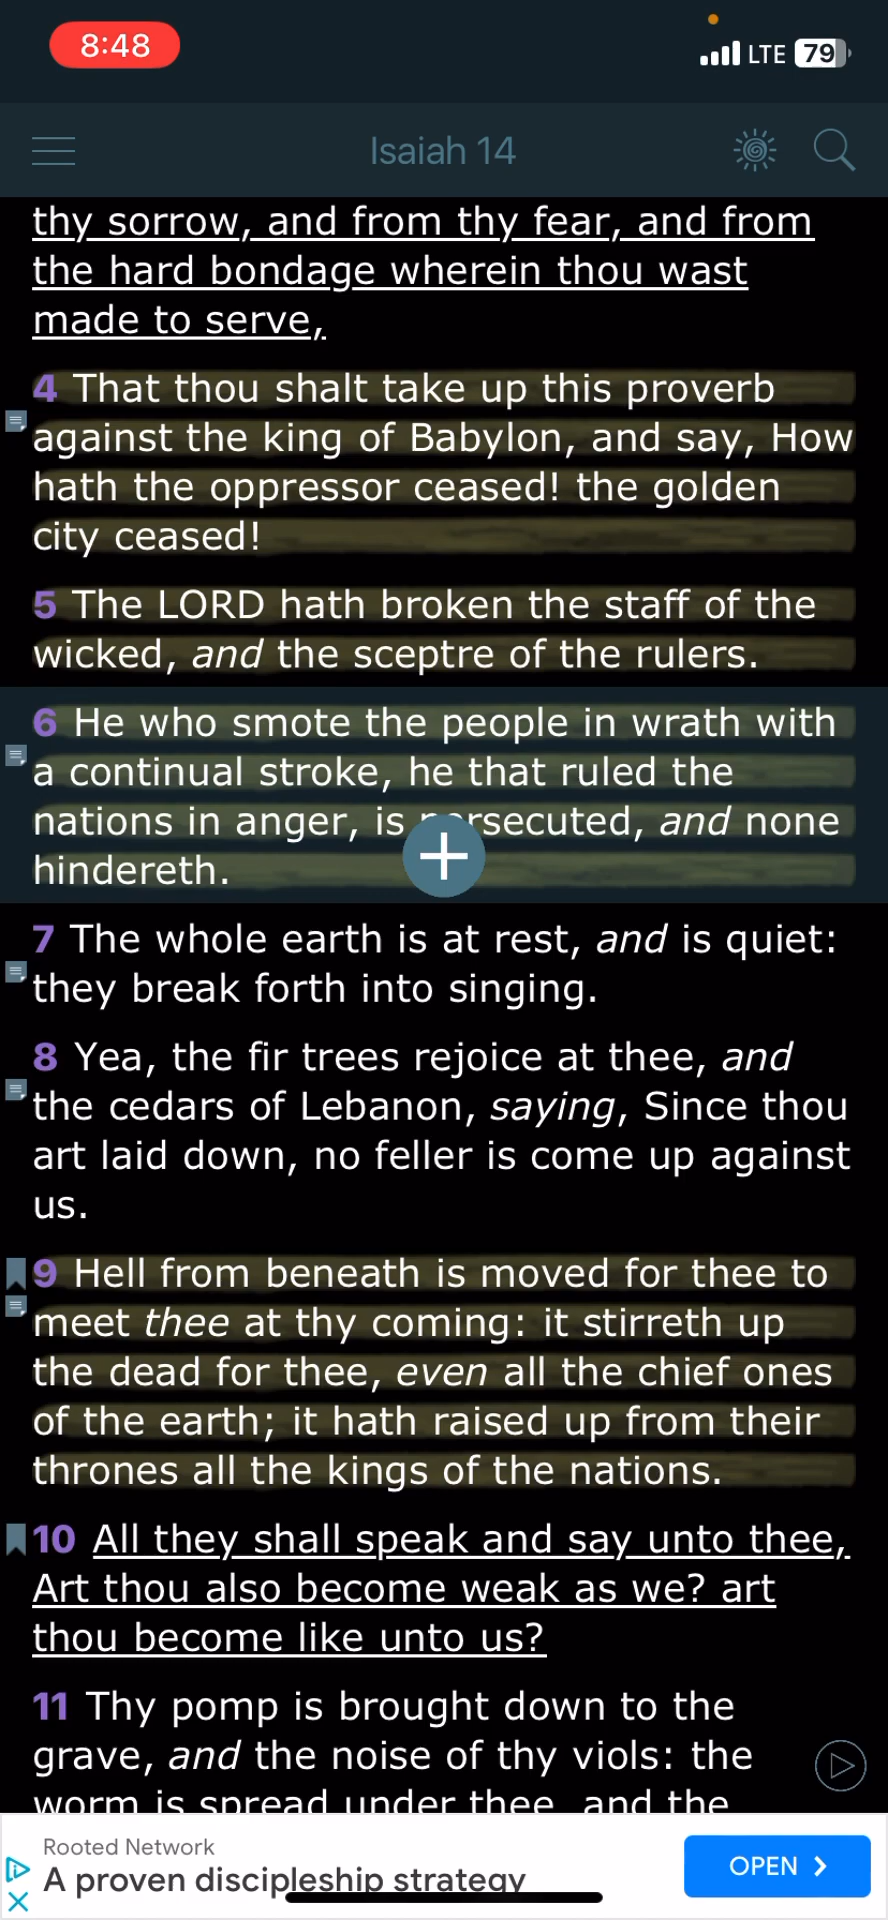 8:48
LTE 79
Isaiah 14
thy sorrow, and from thy fear, and from
the hard bondage wherein thou wast
made to serve,
4 That thou shalt take up this proverb
against the king of Babylon, and say, How
hath the oppressor ceased! the golden
city ceased!
5 The LORD hath broken the staff of the
wicked, and the sceptre of the rulers.
6 He who smote the people in wrath with
a continual stroke, he that ruled the
nations in anger, is persecuted, and none
hindereth.
7 The whole earth is at rest, and is quiet:
they break forth into singing.
8 Yea, the fir trees rejoice at thee, and
the cedars of Lebanon, saying, Since thou
art laid down, no feller is come up against
us.
9 Hell from beneath is moved for thee to
meet thee at thy coming: it stirreth up
the dead for thee, even all the chief ones
of the earth; it hath raised up from their
thrones all the kings of the nations.
10 All they shall speak and say unto thee,
Art thou also become weak as we? art
thou become like unto us?
11 Thy pomp is brought down to the
grave, and the noise of thy viols: the
worm is spread under thee, and the
Rooted Network
A proven discipleship strategy
OPEN